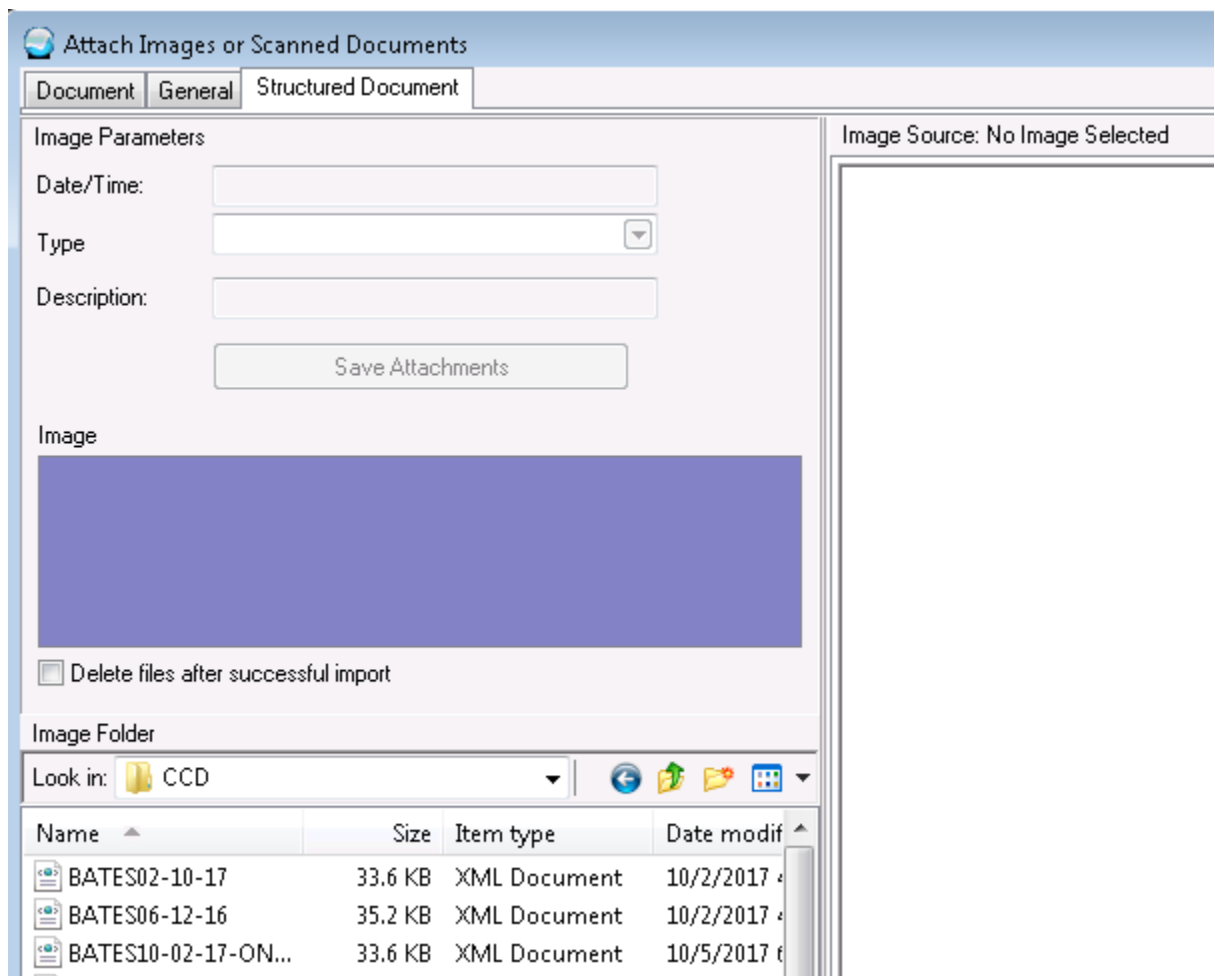 Attach Images or Scanned Documents
Document General Structured Document
Image Parameters
Image Source: No Image Selected
Date/Time:
Type
Description:
Save Attachments
Image
Delete files after successful import
Image Folder
Look in: CCD
Name Size Item type Date modif
BATES02-10-17 33.6 KB XML Document 10/2/2017
BATES06-12-16 35.2 KB XML Document 10/2/2017
BATES10-02-17-ON... 33.6 KB XML Document 10/5/2017